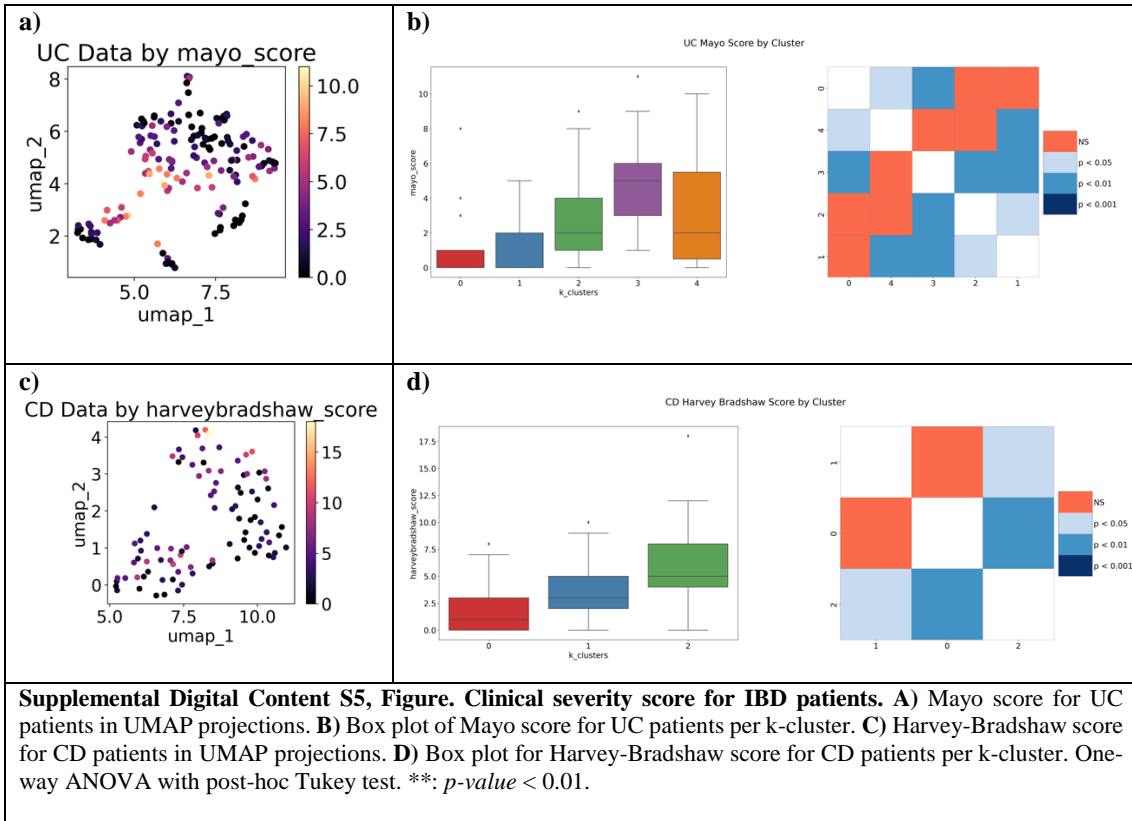 a)
UC Data by mayo_score
8
6
4
2
umap_2
5.0 7.5
umap_1
10.0
7.5
5.0
2.5
0.0
b)
UC Mayo Score by Cluster
10
8
6
4
2
0
mayo_score
0 1 2 3 4
k_clusters
0
4
3
2
1
0 4 3 2 1
NS
p < 0.05
p < 0.01
p < 0.001
c)
CD Data by harveybradshaw_score
4
3
2
1
0
umap_2
5.0 7.5 10.0
umap_1
15
10
5
0
d)
CD Harvey Bradshaw Score by Cluster
17.5
15.0
12.5
10.0
7.5
5.0
2.5
0.0
harveybradshaw_score
0 1 2
k_clusters
1
0
2
1 0 2
NS
p < 0.05
p < 0.01
p < 0.001
Supplemental Digital Content S5, Figure. Clinical severity score for IBD patients. A) Mayo score for UC
patients in UMAP projections. B) Box plot of Mayo score for UC patients per k-cluster. C) Harvey-Bradshaw score
for CD patients in UMAP projections. D) Box plot for Harvey-Bradshaw score for CD patients per k-cluster. One-
way ANOVA with post-hoc Tukey test. **: p-value < 0.01.